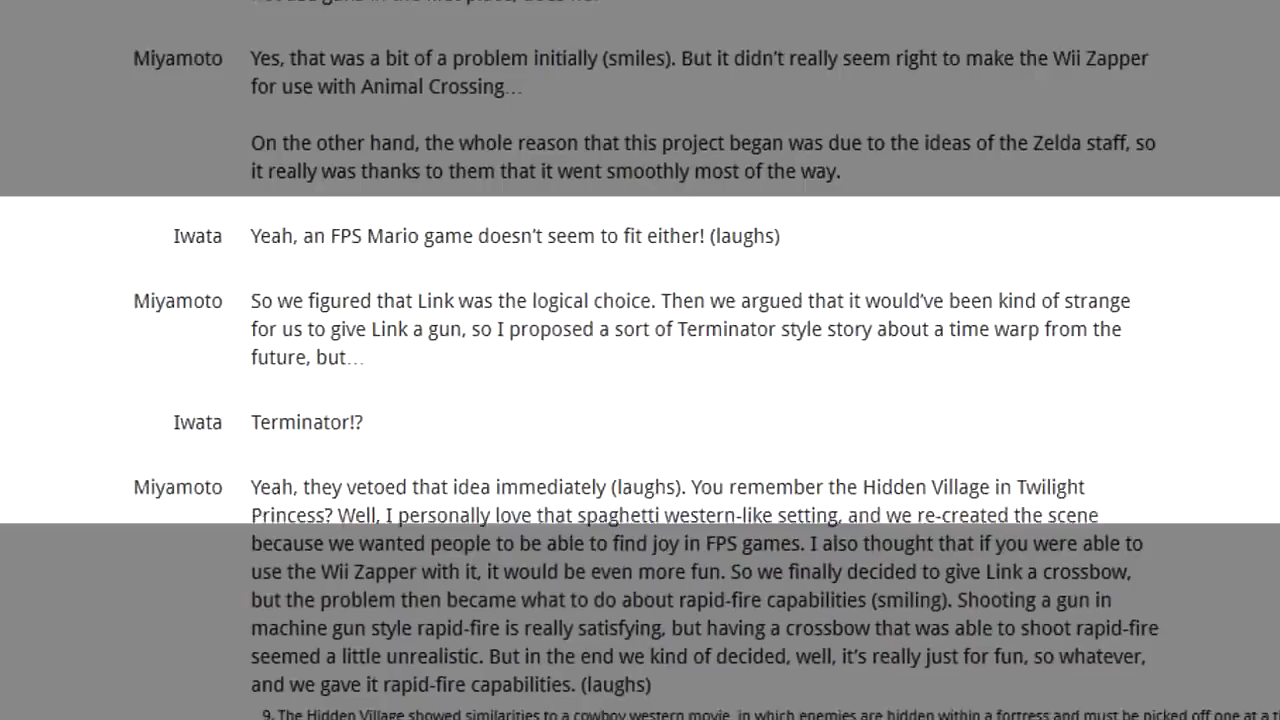 Miyamoto Yes, that was a bit of a problem initially (smiles). But it didn't really seem right to make the Wii Zapper
for use with Animal Crossing…
On the other hand, the whole reason that this project began was due to the ideas of the Zelda staff, so
it really was thanks to them that it went smoothly most of the way.
Iwata Yeah, an FPS Mario game doesn't seem to fit either! (laughs)
Miyamoto So we figured that Link was the logical choice. Then we argued that it would've been kind of strange
for us to give Link a gun, so I proposed a sort of Terminator style story about a time warp from the
future, but…
Iwata Terminator!?
Miyamoto Yeah, they vetoed that idea immediately (laughs). You remember the Hidden Village in Twilight
Princess? Well, I personally love that spaghetti western-like setting, and we re-created the scene
because we wanted people to be able to find joy in FPS games. I also thought that if you were able to
use the Wii Zapper with it, it would be even more fun. So we finally decided to give Link a crossbow,
but the problem then became what to do about rapid-fire capabilities (smiling). Shooting a gun in
machine gun style rapid-fire is really satisfying, but having a crossbow that was able to shoot rapid-fire
seemed a little unrealistic. But in the end we kind of decided, well, it's really just for fun, so whatever,
and we gave it rapid-fire capabilities. (laughs)
9. The Hidden Village showed similarities to a cowboy western movie, in which enemies are hidden within a fortress and must be picked off one at a